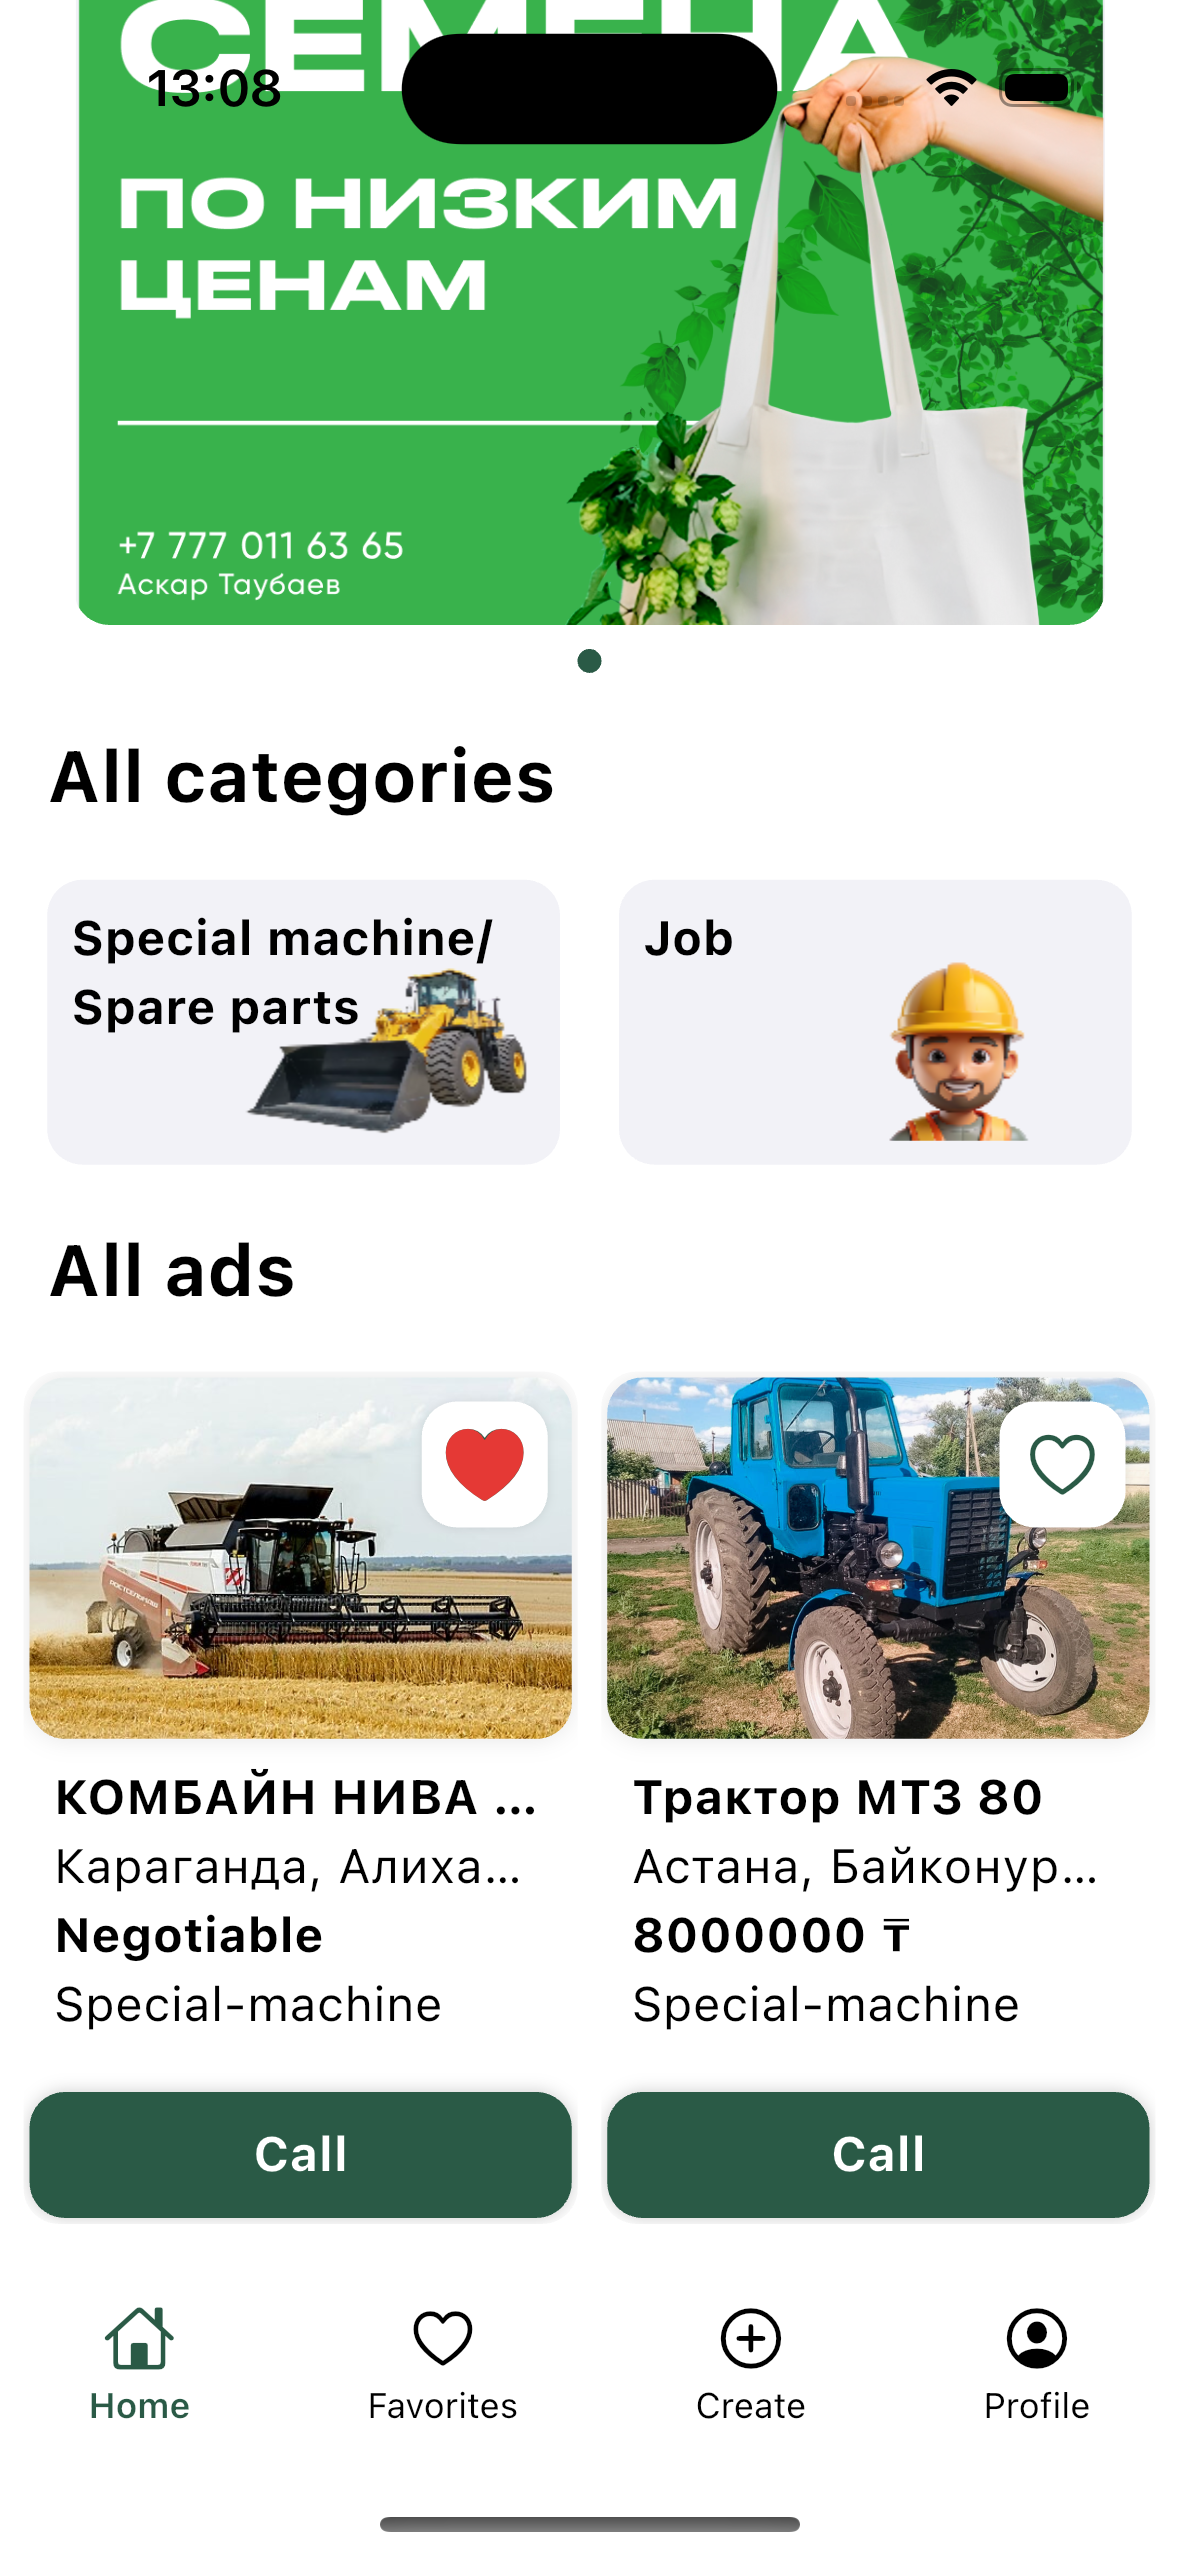 СЕМЕНА
13:08
ПО НИЗКИМ
ЦЕНАМ
+7 777 011 63 65
Аскар Таубаев
All categories
Special machine/
Spare parts
Job
All ads
КОМБАЙН НИВА ...
Караганда, Алиха...
Negotiable
Special-machine
Call
Трактор МТЗ 80
Астана, Байконур...
8000000 ₸
Special-machine
Call
Home
Favorites
Create
Profile